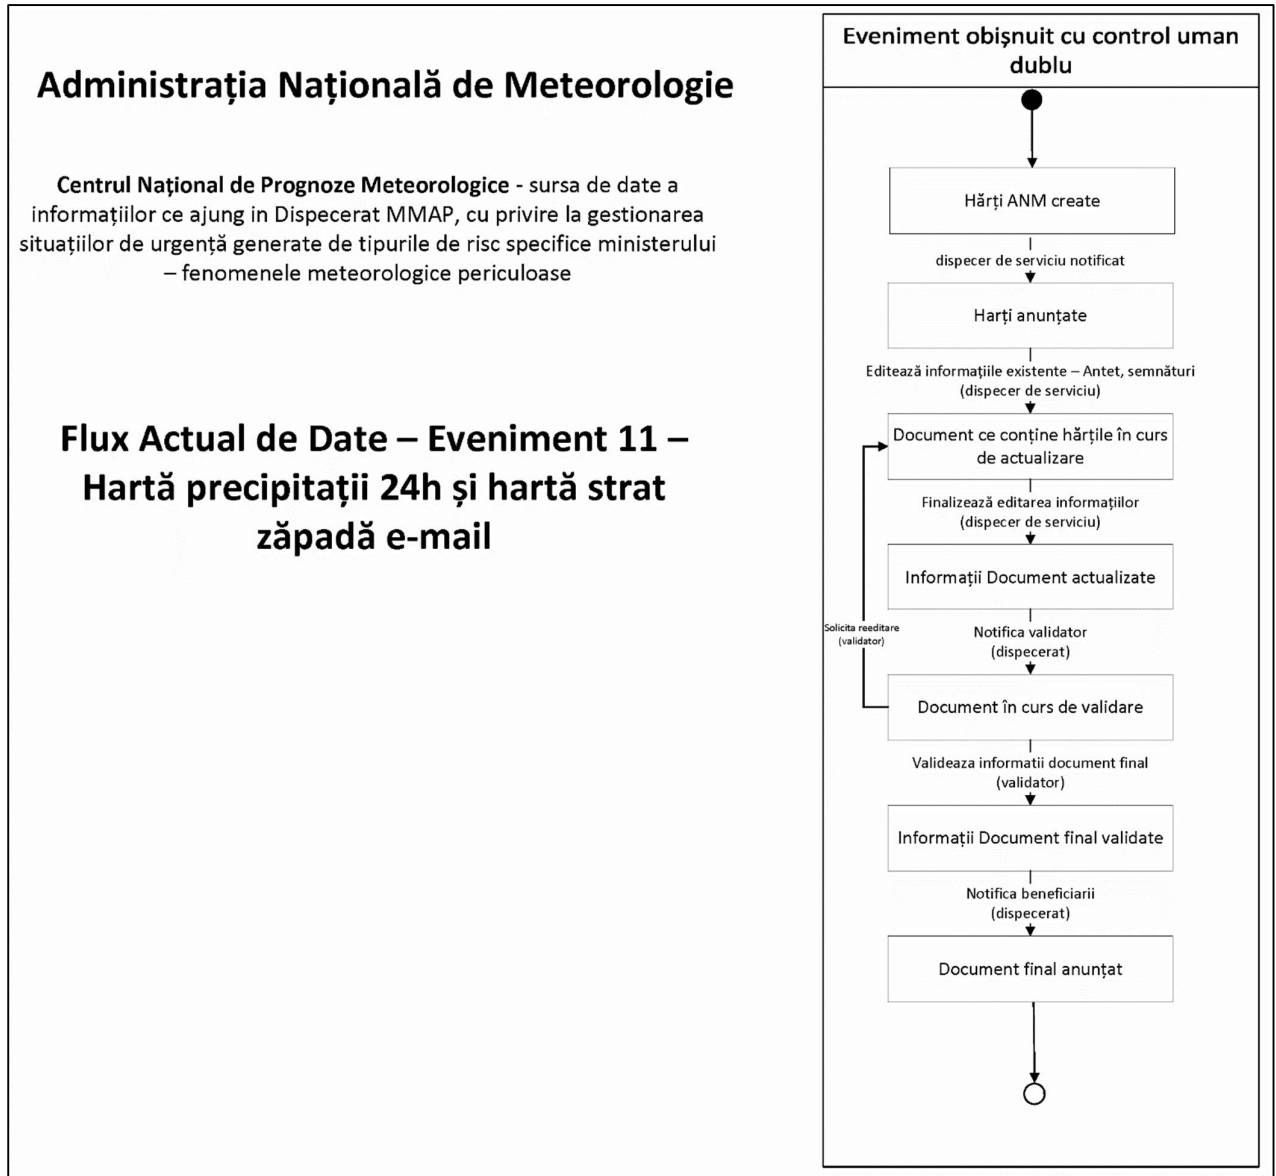 Administrația Națională de Meteorologie
Centrul Național de Prognoze Meteorologice - sursa de date a
informațiilor ce ajung in Dispecerat MMAP, cu privire la gestionarea
situațiilor de urgență generate de tipurile de risc specifice ministerului
– fenomenele meteorologice periculoase
Flux Actual de Date – Eveniment 11 –
Hartă precipitații 24h și hartă strat
zăpadă e-mail
Eveniment obișnuit cu control uman
dublu
Hărți ANM create
dispecer de serviciu notificat
Harți anunțate
Editează informațiile existente – Antet, semnături
(dispecer de serviciu)
Document ce conține hărțile în curs
de actualizare
Finalizează editarea informațiilor
(dispecer de serviciu)
Informații Document actualizate
Solicita reeditare
(validator)
Notifica validator
(dispecerat)
Document în curs de validare
Valideaza informatii document final
(validator)
Informații Document final validate
Notifica beneficiarii
(dispecerat)
Document final anunțat